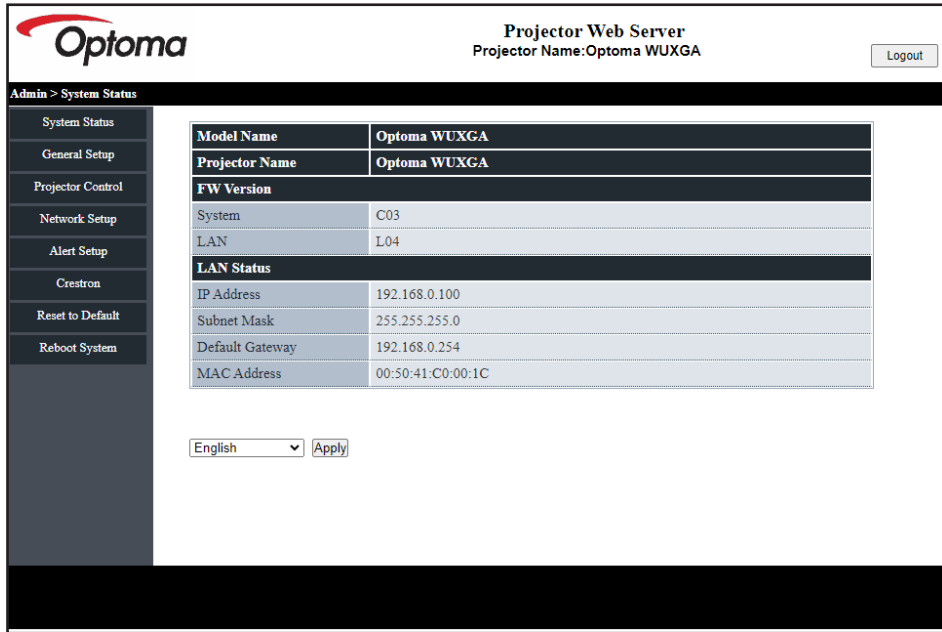 Optoma
Projector Web Server
Projector Name:Optoma WUXGA
Logout
Admin > System Status
System Status
General Setup
Projector Control
Network Setup
Alert Setup
Crestron
Reset to Default
Reboot System
Model Name Optoma WUXGA
Projector Name Optoma WUXGA
FW Version
System C03
LAN L04
LAN Status
IP Address 192.168.0.100
Subnet Mask 255.255.255.0
Default Gateway 192.168.0.254
MAC Address 00:50:41:C0:00:1C
English Apply